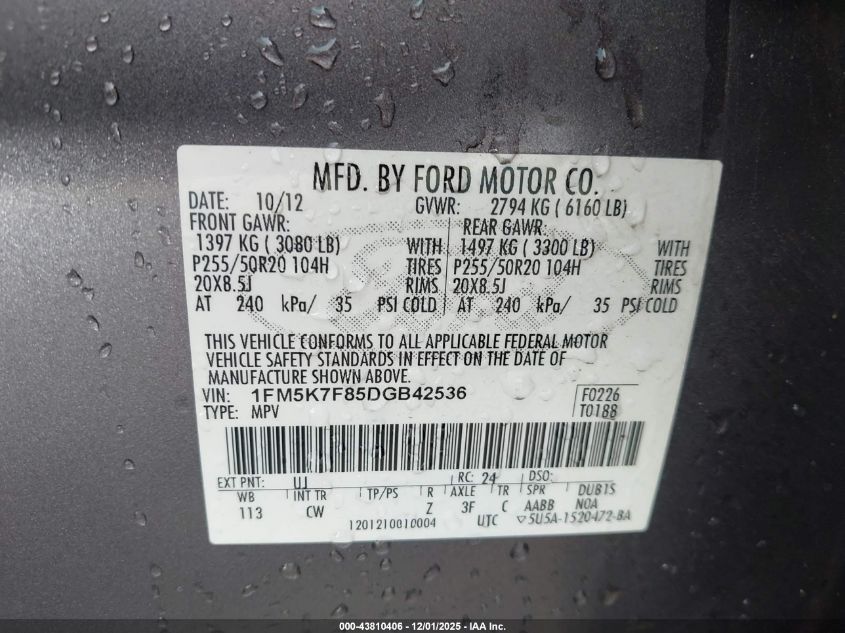 MFD. BY FORD MOTOR CO.
DATE: 10/12 GVWR: 2794 KG ( 6160 LB)
FRONT GAWR: REAR GAWR:
1397 KG ( 3080 LB) WITH 1497 KG ( 3300 LB) WITH
P255/50R20 104H TIRES P255/50R20 104H TIRES
20X8.5J RIMS 20X8.5J RIMS
AT 240 kPa/ 35 PSI COLD AT 240 kPa/ 35 PSI COLD
THIS VEHICLE CONFORMS TO ALL APPLICABLE FEDERAL MOTOR
VEHICLE SAFETY STANDARDS IN EFFECT ON THE DATE OF
MANUFACTURE SHOWN ABOVE.
VIN: 1FM5K7F85DGB42536 F0226
TYPE: MPV T0188
EXT PNT: UJ RC: 24 DSO:
WB INT TR TP/PS R AXLE TR SPR DUB1S
113 CW Z 3F C AABB NOA
1201210010004 UTC ▽5U5A-1520472-BA
000-43810406 - 12/01/2025 - IAA Inc.